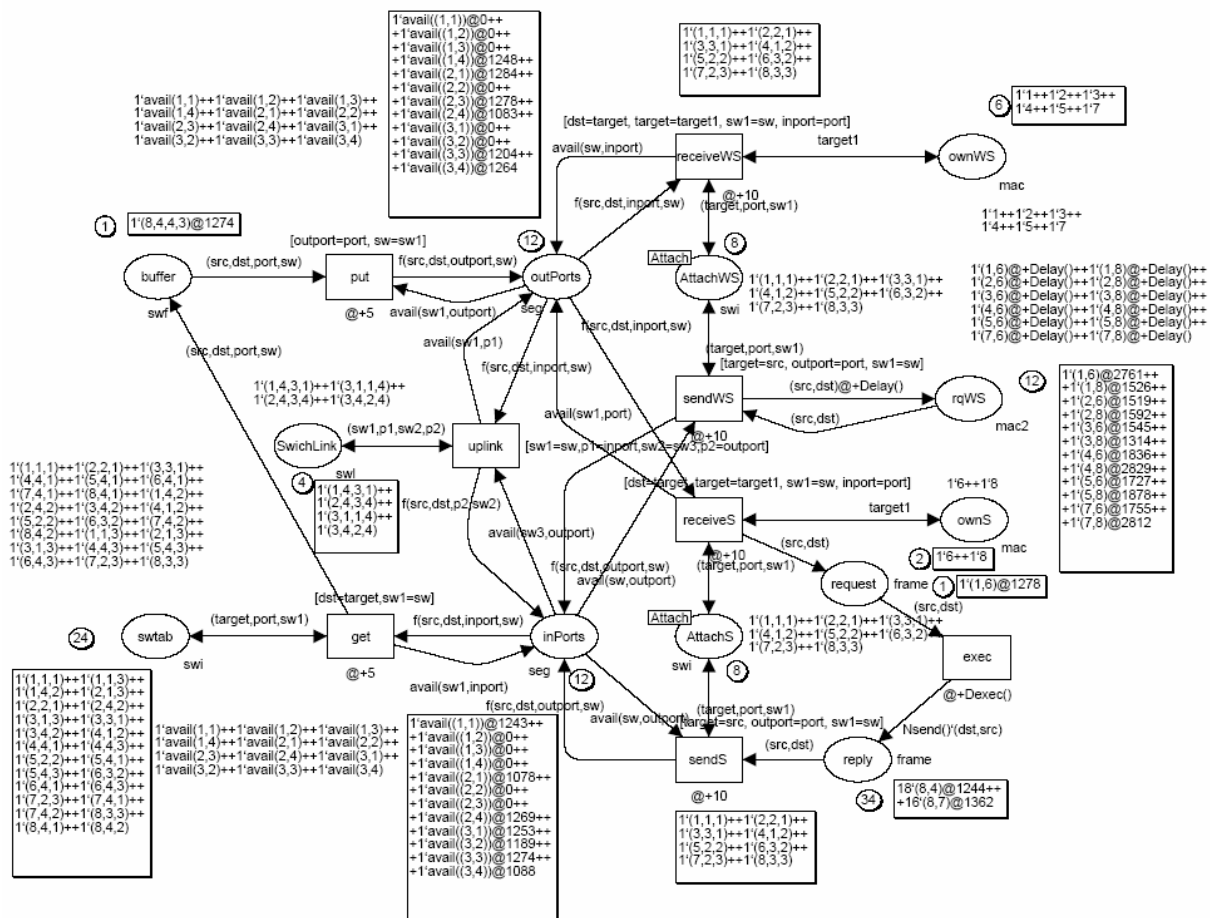 1`avail((1,1))@0++
+1`avail((1,2))@0++
+1`avail((1,3))@0++
+1`avail((1,4))@1248++
+1`avail((2,1))@1284++
+1`avail((2,2))@0++
+1`avail((2,3))@1278++
+1`avail((2,4))@1083++
+1`avail((3,1))@0++
+1`avail((3,2))@0++
+1`avail((3,3))@1204++
+1`avail((3,4))@1264
1`(1,1,1)++1`(2,2,1)++
1`(3,3,1)++1`(4,1,2)++
1`(5,2,2)++1`(6,3,2)++
1`(7,2,3)++1`(8,3,3)
1`avail(1,1)++1`avail(1,2)++1`avail(1,3)++
1`avail(1,4)++1`avail(2,1)++1`avail(2,2)++
1`avail(2,3)++1`avail(2,4)++1`avail(3,1)++
1`avail(3,2)++1`avail(3,3)++1`avail(3,4)
6
1`1++1`2++1`3++
1`4++1`5++1`7
[dst=target, target=target1, sw1=sw, inport=port]
avail(sw,inport)
receiveWS
target1
ownWS
mac
@+10
(target,port,sw1)
f(src,dst,inport,sw)
1`1++1`2++1`3++
1`4++1`5++1`7
1
1`(8,4,4,3)@1274
[outport=port, sw=sw1]
12
8
buffer
(src,dst,port,sw)
put
f(src,dst,outport,sw)
outPorts
Attach
AttachWS
swf
@+5
avail(sw1,outport)
seg
swi
1`(1,1,1)++1`(2,2,1)++1`(3,3,1)++
1`(4,1,2)++1`(5,2,2)++1`(6,3,2)++
1`(7,2,3)++1`(8,3,3)
1`(1,6)@+Delay()++1`(1,8)@+Delay()++
1`(2,6)@+Delay()++1`(2,8)@+Delay()++
1`(3,6)@+Delay()++1`(3,8)@+Delay()++
1`(4,6)@+Delay()++1`(4,8)@+Delay()++
1`(5,6)@+Delay()++1`(5,8)@+Delay()++
1`(7,6)@+Delay()++1`(7,8)@+Delay()
(src,dst,port,sw)
avail(sw1,p1)
f(src,dst,inport,sw)
f(src,dst,inport,sw)
(target,port,sw1)
[target=src, outport=port, sw1=sw]
1`(1,4,3,1)++1`(3,1,1,4)++
1`(2,4,3,4)++1`(3,4,2,4)
avail(sw1,port)
sendWS
(src,dst)@+Delay()
(src,dst)
rqWS
mac2
12
1`(1,6)@2761++
+1`(1,8)@1526++
+1`(2,6)@1519++
+1`(2,8)@1592++
+1`(3,6)@1545++
+1`(3,8)@1314++
+1`(4,6)@1836++
+1`(4,8)@2829++
+1`(5,6)@1727++
+1`(5,8)@1878++
+1`(7,6)@1755++
+1`(7,8)@2812
SwichLink
(sw1,p1,sw2,p2)
uplink
@+10
[sw1=sw,p1=inport,sw2=sw3,p2=outport]
swl
4
1`(1,4,3,1)++
1`(2,4,3,4)++
1`(3,1,1,4)++
1`(3,4,2,4)
1`(1,1,1)++1`(2,2,1)++1`(3,3,1)++
1`(4,4,1)++1`(5,4,1)++1`(6,4,1)++
1`(7,4,1)++1`(8,4,1)++1`(1,4,2)++
1`(2,4,2)++1`(3,4,2)++1`(4,1,2)++
1`(5,2,2)++1`(6,3,2)++1`(7,4,2)++
1`(8,4,2)++1`(1,1,3)++1`(2,1,3)++
1`(3,1,3)++1`(4,4,3)++1`(5,4,3)++
1`(6,4,3)++1`(7,2,3)++1`(8,3,3)
[dst=target, target=target1, sw1=sw, inport=port]
1`6++1`8
f(src,dst,p2,sw2)
avail(sw3,outport)
receiveS
target1
ownS
mac
@+10
(target,port,sw1)
(src,dst)
2
1`6++1`8
f(src,dst,outport,sw)
avail(sw,outport)
request
frame
1
1`(1,6)@1278
[dst=target,sw1=sw]
(src,dst)
24
swtab
(target,port,sw1)
get
f(src,dst,inport,sw)
inPorts
Attach
AttachS
1`(1,1,1)++1`(2,2,1)++1`(3,3,1)++
1`(4,1,2)++1`(5,2,2)++1`(6,3,2)++
1`(7,2,3)++1`(8,3,3)
exec
swi
@+5
seg
12
swi
8
@+Dexec()
avail(sw1,inport)
f(src,dst,outport,sw)
avail(sw,outport)
(target,port,sw1)
[target=src, outport=port, sw1=sw]
Nsend()`(dst,src)
1`(1,1,1)++1`(1,1,3)++
1`(1,4,2)++1`(2,1,3)++
1`(2,2,1)++1`(2,4,2)++
1`(3,1,3)++1`(3,3,1)++
1`(3,4,2)++1`(4,1,2)++
1`(4,4,1)++1`(4,4,3)++
1`(5,2,2)++1`(5,4,1)++
1`(5,4,3)++1`(6,3,2)++
1`(6,4,1)++1`(6,4,3)++
1`(7,2,3)++1`(7,4,1)++
1`(7,4,2)++1`(8,3,3)++
1`(8,4,1)++1`(8,4,2)
1`avail(1,1)++1`avail(1,2)++1`avail(1,3)++
1`avail(1,4)++1`avail(2,1)++1`avail(2,2)++
1`avail(2,3)++1`avail(2,4)++1`avail(3,1)++
1`avail(3,2)++1`avail(3,3)++1`avail(3,4)
1`avail((1,1))@1243++
+1`avail((1,2))@0++
+1`avail((1,3))@0++
+1`avail((1,4))@0++
+1`avail((2,1))@1078++
+1`avail((2,2))@0++
+1`avail((2,3))@0++
+1`avail((2,4))@1269++
+1`avail((3,1))@1253++
+1`avail((3,2))@1189++
+1`avail((3,3))@1274++
+1`avail((3,4))@1088
sendS
(src,dst)
reply
frame
@+10
34
18`(8,4)@1244++
+16`(8,7)@1362
1`(1,1,1)++1`(2,2,1)++
1`(3,3,1)++1`(4,1,2)++
1`(5,2,2)++1`(6,3,2)++
1`(7,2,3)++1`(8,3,3)